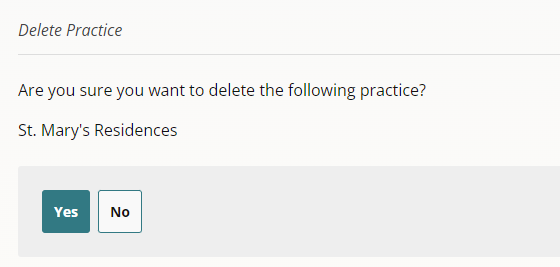 Delete Practice
Are you sure you want to delete the following practice?
St. Mary's Residences
Yes No